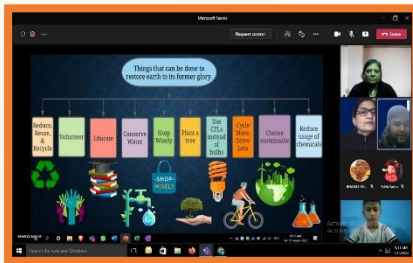 Microsoft Teams
Request control
Leave
Things that can be done to
restore earth to its former glory.
Reduce,
Reuse,
&
Recycle
Volunteer
Educate
Conserve
Water
Shop
Wisely
Plant a
tree
Use
CFLs
instead
of
bulbs
Cycle
More,
Drive
Less
Choose
sustainable
Reduce
usage of
chemicals
-SHOP-
WISELY